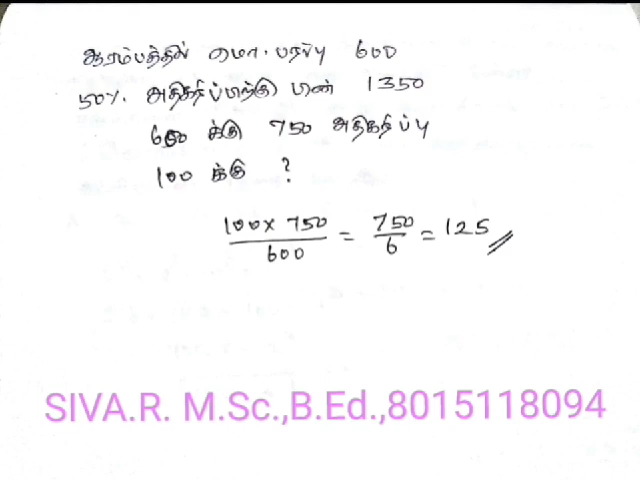 ஆரம்பத்தில் மொ. பரப்பு 600
50% அதிகரிப்பிற்கு பின் 1350
600 க்கு 750 அதிகரிப்பு
100 க்கு ?
100 x 750 / 600 = 750 / 6 = 125
SIVA.R. M.Sc.,B.Ed.,8015118094